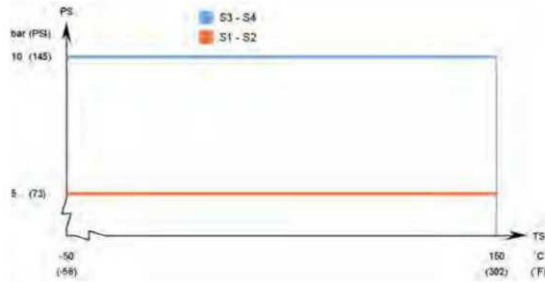 PS
S3 - S4
S1 - S2
bar (PSI)
10 (145)
5 (73)
TS
-50 150 °C
(-58) (302) (°F)